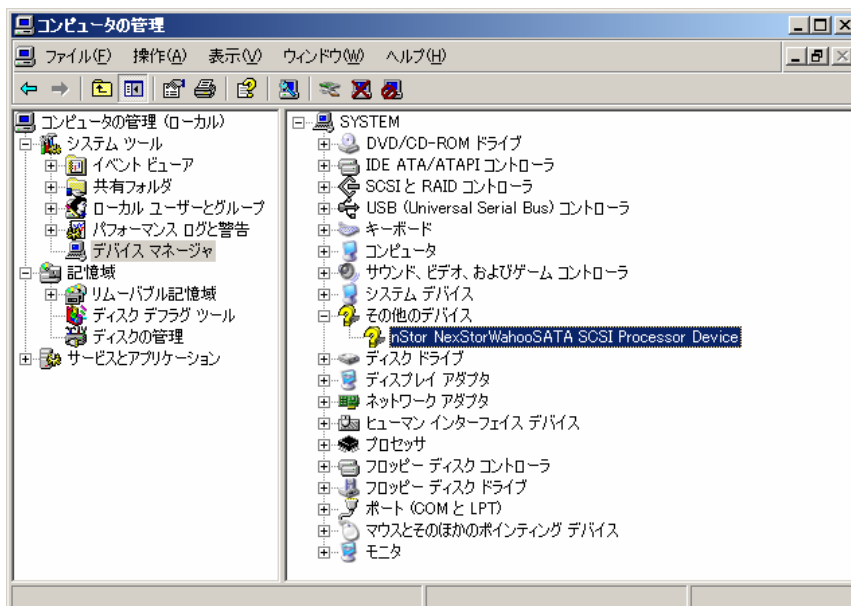 コンピュータの管理
ファイル(F) 操作(A) 表示(V) ウィンドウ(W) ヘルプ(H)
コンピュータの管理 (ローカル)
システム ツール
イベント ビューア
共有フォルダ
ローカル ユーザーとグループ
パフォーマンス ログと警告
デバイス マネージャ
記憶域
リムーバブル記憶域
ディスク デフラグ ツール
ディスクの管理
サービスとアプリケーション
SYSTEM
DVD/CD-ROM ドライブ
IDE ATA/ATAPI コントローラ
SCSI と RAID コントローラ
USB (Universal Serial Bus) コントローラ
キーボード
コンピュータ
サウンド、ビデオ、およびゲーム コントローラ
システム デバイス
その他のデバイス
nStor NexStorWahooSATA SCSI Processor Device
ディスク ドライブ
ディスプレイ アダプタ
ネットワーク アダプタ
ヒューマン インターフェイス デバイス
プロセッサ
フロッピー ディスク コントローラ
フロッピー ディスク ドライブ
ポート (COM と LPT)
マウスとそのほかのポインティング デバイス
モニタ